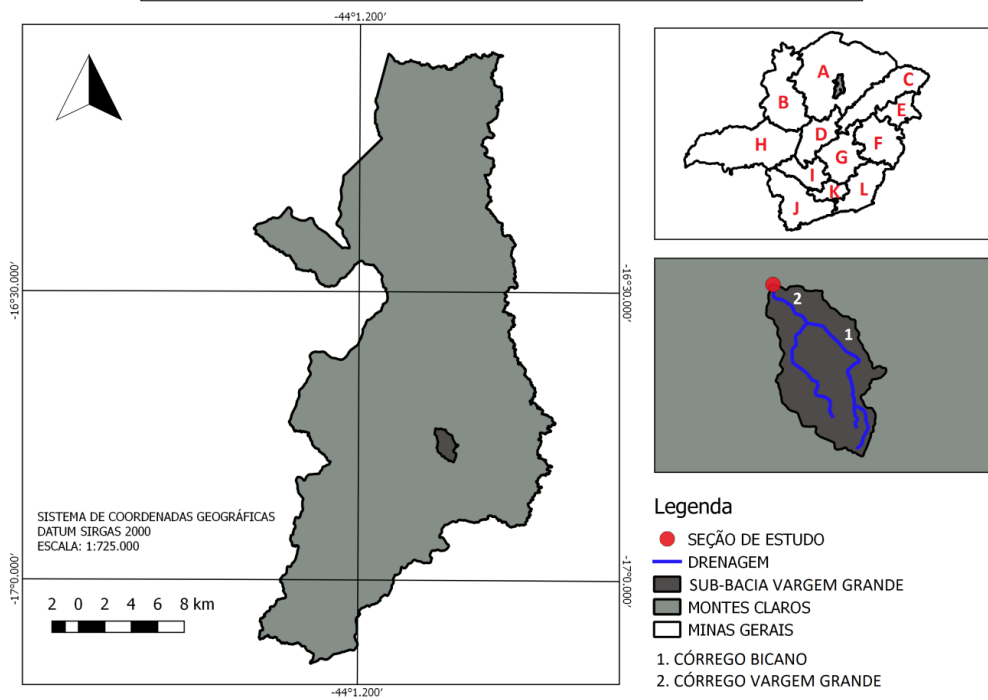 -44°1.200′
A
B
C
D
E
F
G
H
I
J
K
L
-16°30.000′
-16°30.000′
2
1
SISTEMA DE COORDENADAS GEOGRÁFICAS
DATUM SIRGAS 2000
ESCALA: 1:725.000
-17°0.000′
-17°0.000′
2 0 2 4 6 8 km
-44°1.200′
Legenda
SEÇÃO DE ESTUDO
DRENAGEM
SUB-BACIA VARGEM GRANDE
MONTES CLAROS
MINAS GERAIS
1. CÓRREGO BICANO
2. CÓRREGO VARGEM GRANDE